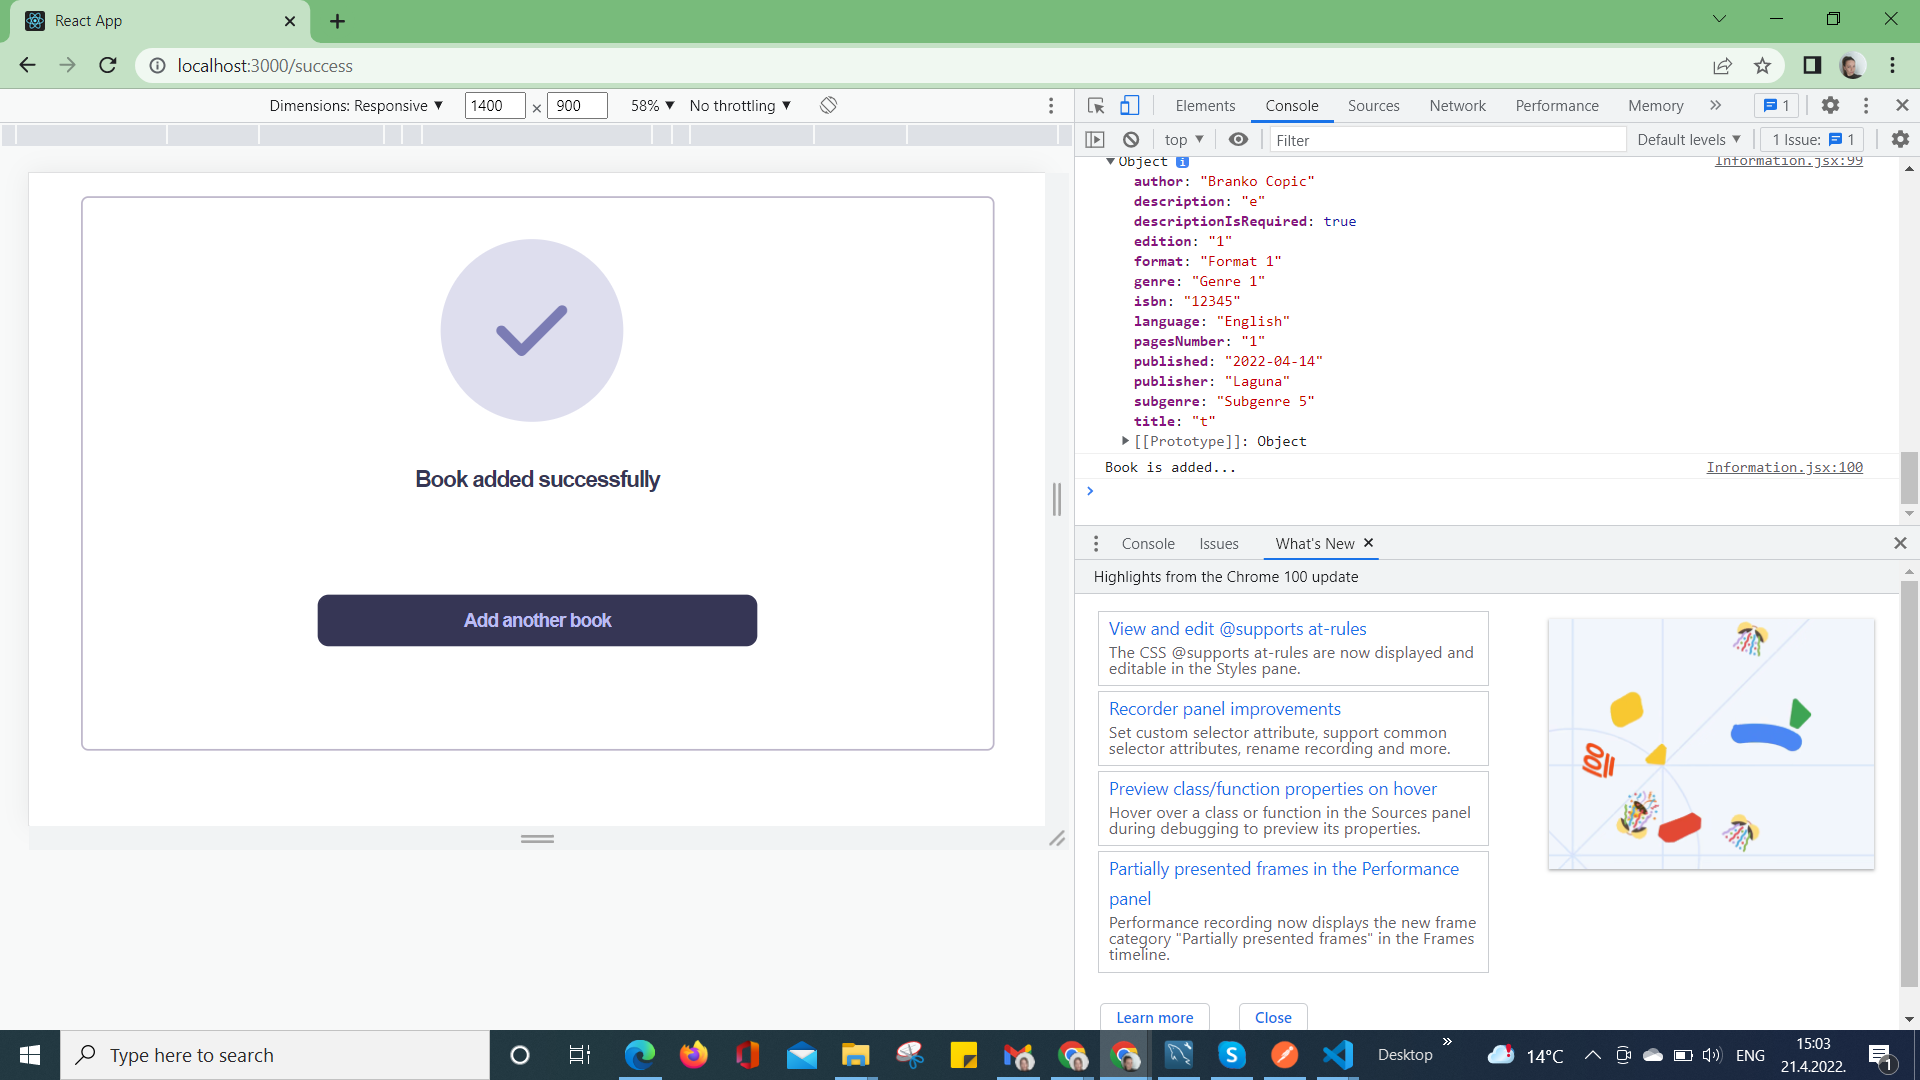 React App
localhost:3000/success
Dimensions: Responsive ▼ 1400 × 900 58% ▼ No throttling ▼
Elements Console Sources Network Performance Memory » 1
top ▼ Filter Default levels ▼ 1 Issue: 1
▼Object i Information.jsx:99
author: "Branko Copic"
description: "e"
descriptionIsRequired: true
edition: "1"
format: "Format 1"
genre: "Genre 1"
isbn: "12345"
language: "English"
pagesNumber: "1"
published: "2022-04-14"
publisher: "Laguna"
subgenre: "Subgenre 5"
title: "t"
[[Prototype]]: Object
Book is added... Information.jsx:100
Book added successfully
Add another book
Console Issues What's New
Highlights from the Chrome 100 update
View and edit @supports at-rules
The CSS @supports at-rules are now displayed and
editable in the Styles pane.
Recorder panel improvements
Set custom selector attribute, support common
selector attributes, rename recording and more.
Preview class/function properties on hover
Hover over a class or function in the Sources panel
during debugging to preview its properties.
Partially presented frames in the Performance
panel
Performance recording now displays the new frame
category "Partially presented frames" in the Frames
timeline.
100
Learn more Close
Type here to search
Desktop » 14°C ENG 15:03
21.4.2022. 1